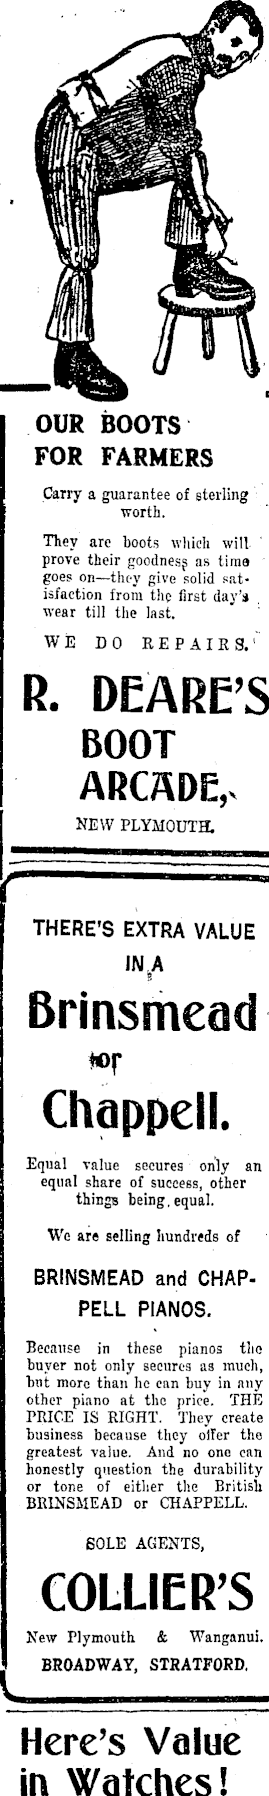 OUR BOOTS
FOR FARMERS
Carry a guarantee of sterling
worth.
They are boots which will
prove their goodness as time
goes on—they give solid sat-
isfaction from the first day's
wear till the last.
WE DO REPAIRS.
R. DEARE'S
BOOT
ARCADE,
NEW PLYMOUTH.
THERE'S EXTRA VALUE
IN A
Brinsmead
or
Chappell.
Equal value secures only an
equal share of success, other
things being equal.
We are selling hundreds of
BRINSMEAD and CHAP-
PELL PIANOS.
Because in these pianos the
buyer not only secures as much,
but more than he can buy in any
other piano at the price. THE
PRICE IS RIGHT. They create
business because they offer the
greatest value. And no one can
honestly question the durability
or tone of either the British
BRINSMEAD or CHAPPELL.
SOLE AGENTS,
COLLIER'S
New Plymouth & Wanganui.
BROADWAY, STRATFORD.
Here's Value
in Watches!